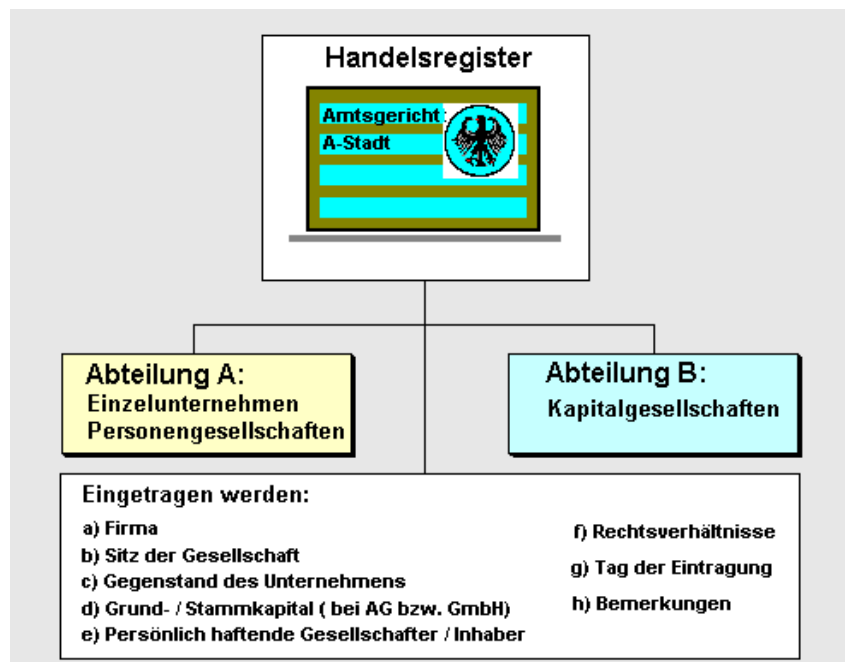 Handelsregister
Amtsgericht:
A-Stadt
Abteilung A:
Einzelunternehmen
Personengesellschaften
Abteilung B:
Kapitalgesellschaften
Eingetragen werden:
a) Firma
b) Sitz der Gesellschaft
c) Gegenstand des Unternehmens
d) Grund- / Stammkapital ( bei AG bzw. GmbH)
e) Persönlich haftende Gesellschafter / Inhaber
f) Rechtsverhältnisse
g) Tag der Eintragung
h) Bemerkungen